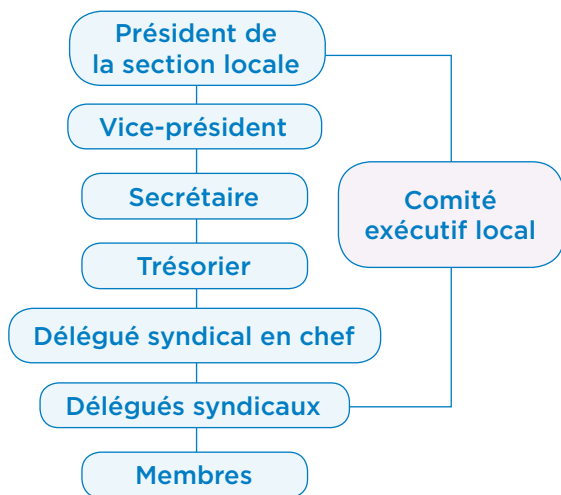 Président de
la section locale
Vice-président
Secrétaire
Trésorier
Délégué syndical en chef
Délégués syndicaux
Membres
Comité
exécutif local